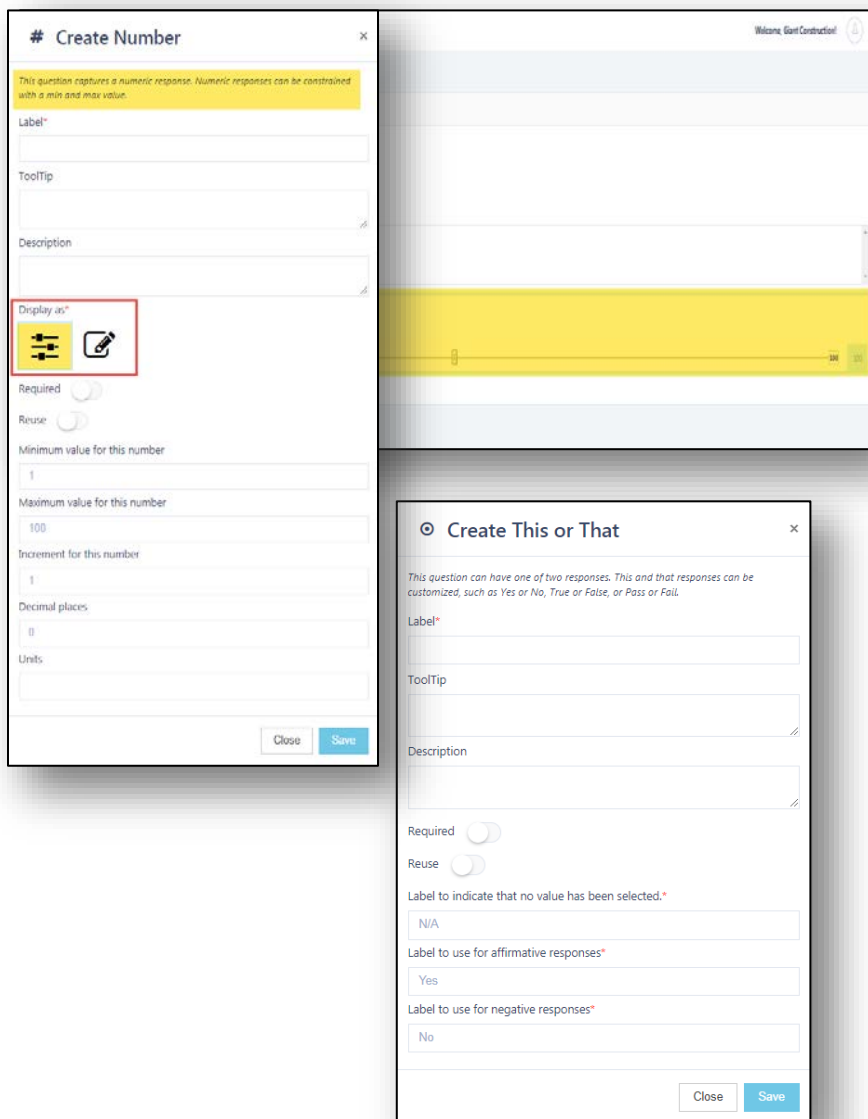 # Create Number ×
This question captures a numeric response. Numeric responses can be constrained
with a min and max value.
Label*
ToolTip
Description
Display as*
Required
Reuse
Minimum value for this number
1
Maximum value for this number
100
Increment for this number
1
Decimal places
0
Units
Close Save
Welcome, Giant Construction!
100
Create This or That ×
This question can have one of two responses. This and that responses can be
customized, such as Yes or No, True or False, or Pass or Fail.
Label*
ToolTip
Description
Required
Reuse
Label to indicate that no value has been selected.*
N/A
Label to use for affirmative responses*
Yes
Label to use for negative responses*
No
Close Save